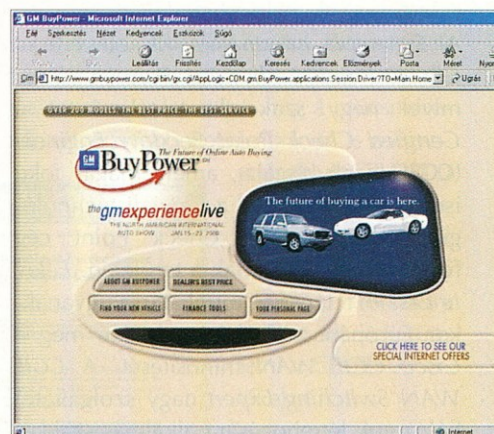 GM BuyPower - Microsoft Internet Explorer
Fájl Szerkesztés Nézet Kedvencek Eszközök Súgó
Leállítás Frissítés Kezdőlap Keresés Kedvencek Előzmények Posta Méret
Cím http://www.gmbuypower.com/cgi-bin/gx.cgi/AppLogic+COM.gm.BuyPower.applications.Session.Driver?TO=Main.Home Ugrás
OVER 200 MODELS. THE BEST PRICE. THE BEST SERVICE.
The Future of Online Auto Buying
GM BuyPower SM
The future of buying a car is here.
the gmexperiencelive
THE NORTH AMERICAN INTERNATIONAL
AUTO SHOW JAN 15-23, 2000
ABOUT GM BUYPOWER DEALER'S BEST PRICE
FIND YOUR NEW VEHICLE FINANCE TOOLS YOUR PERSONAL PAGE
CLICK HERE TO SEE OUR
SPECIAL INTERNET OFFERS
Internet